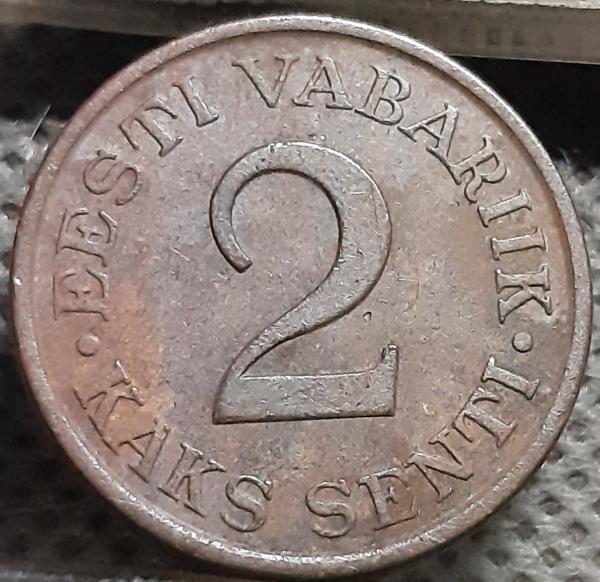 EESTI VABARIIK
2
· KAKS SENTI ·